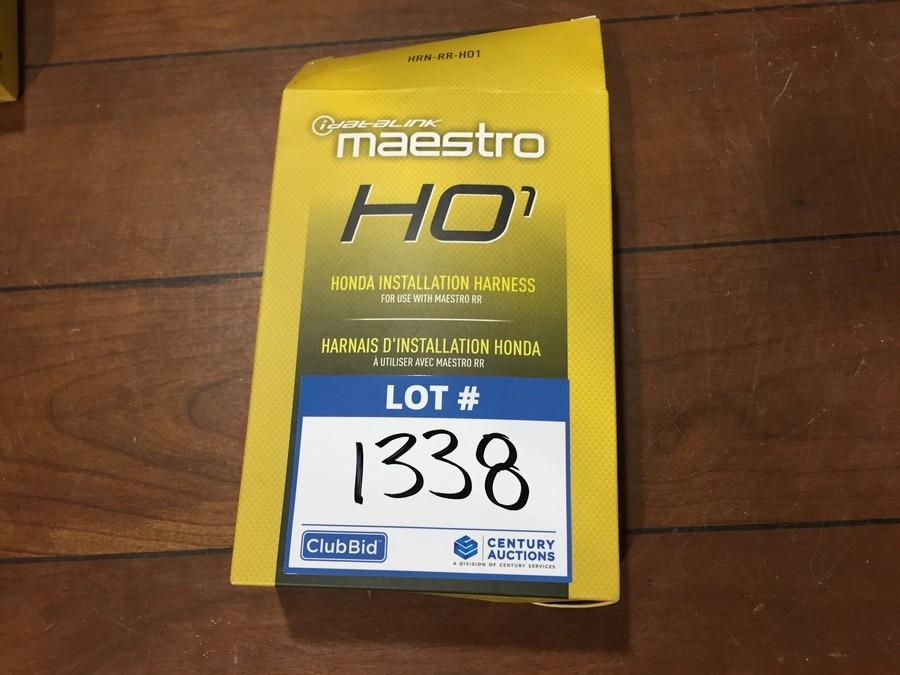 HRN-RR-HO1
idataLINK
maestro
HO1
HONDA INSTALLATION HARNESS
FOR USE WITH MAESTRO RR
HARNAIS D'INSTALLATION HONDA
À UTILISER AVEC MAESTRO RR
LOT #
1338
ClubBid™
CENTURY
AUCTIONS
A DIVISION OF CENTURY SERVICES